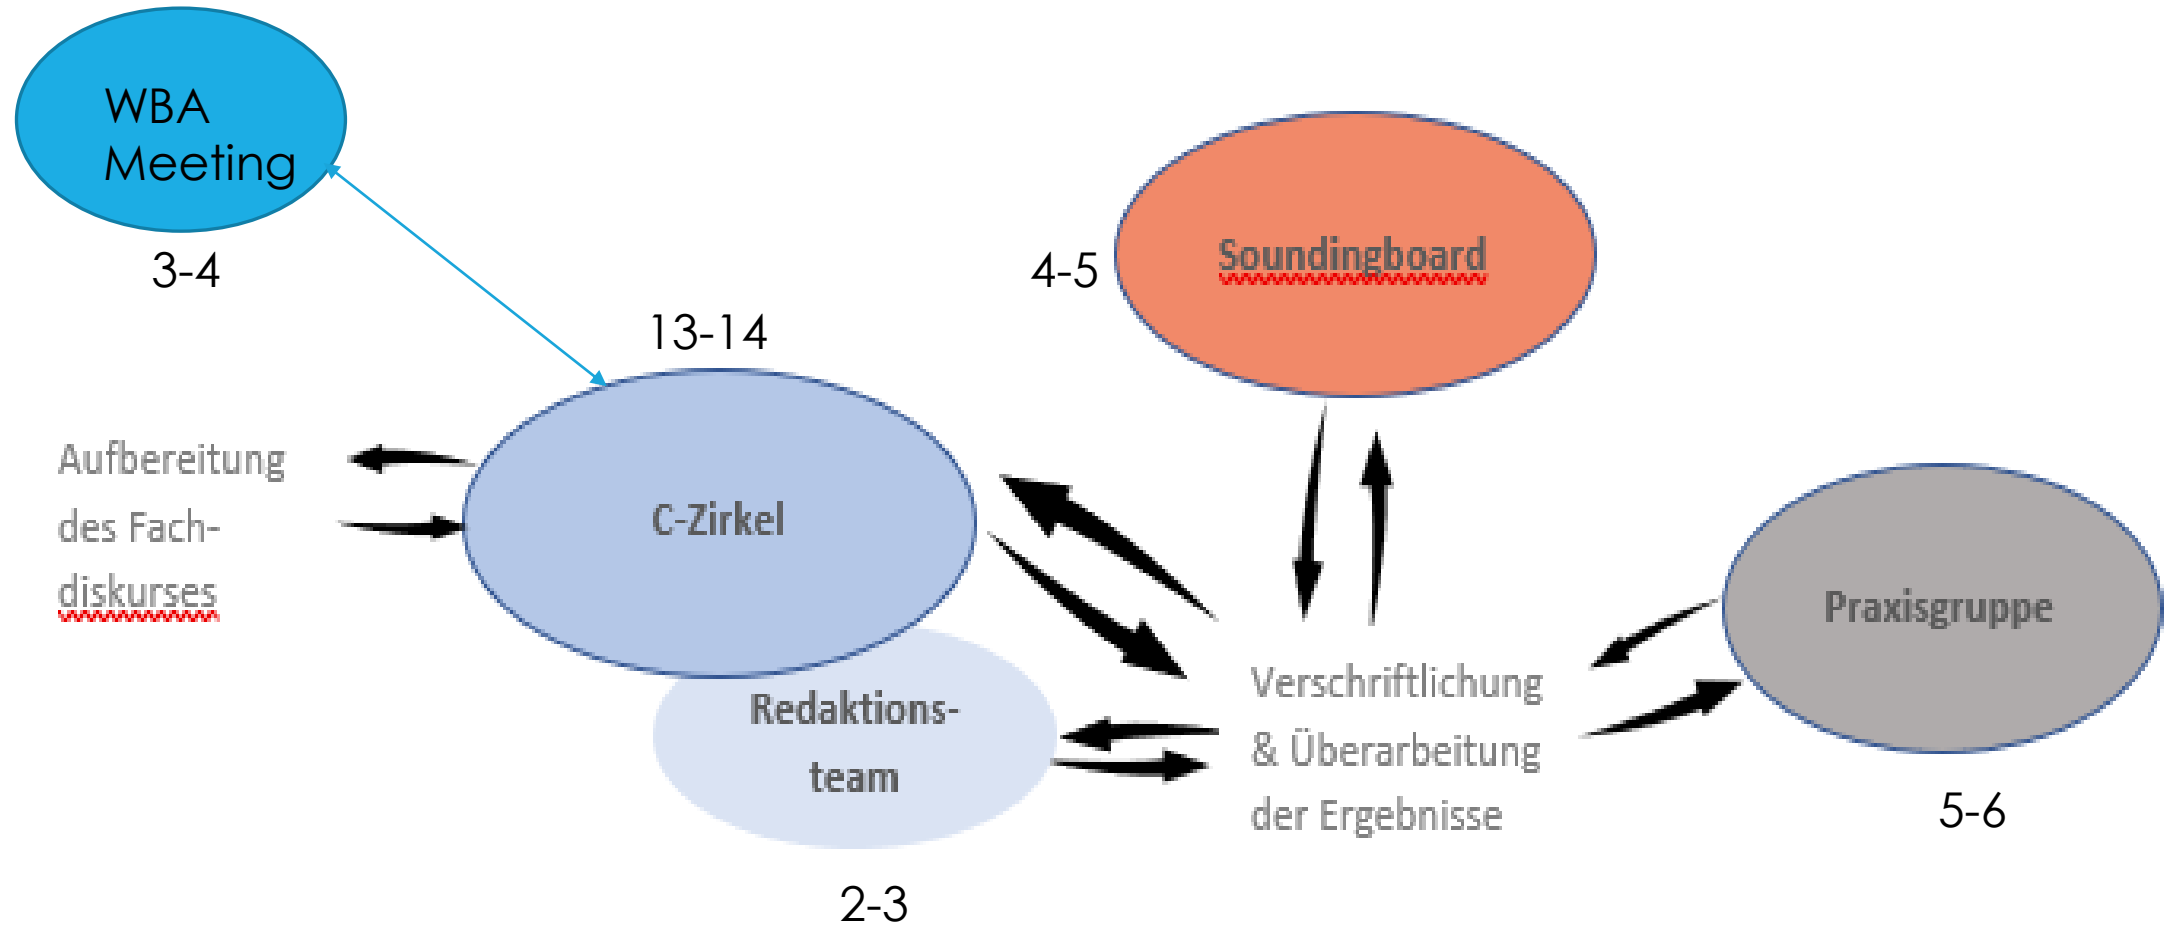 WBA
Meeting
3-4
13-14
4-5
Soundingboard
Aufbereitung
des Fach-
diskurses
C-Zirkel
Redaktions-
team
2-3
Verschriftlichung
& Überarbeitung
der Ergebnisse
Praxisgruppe
5-6